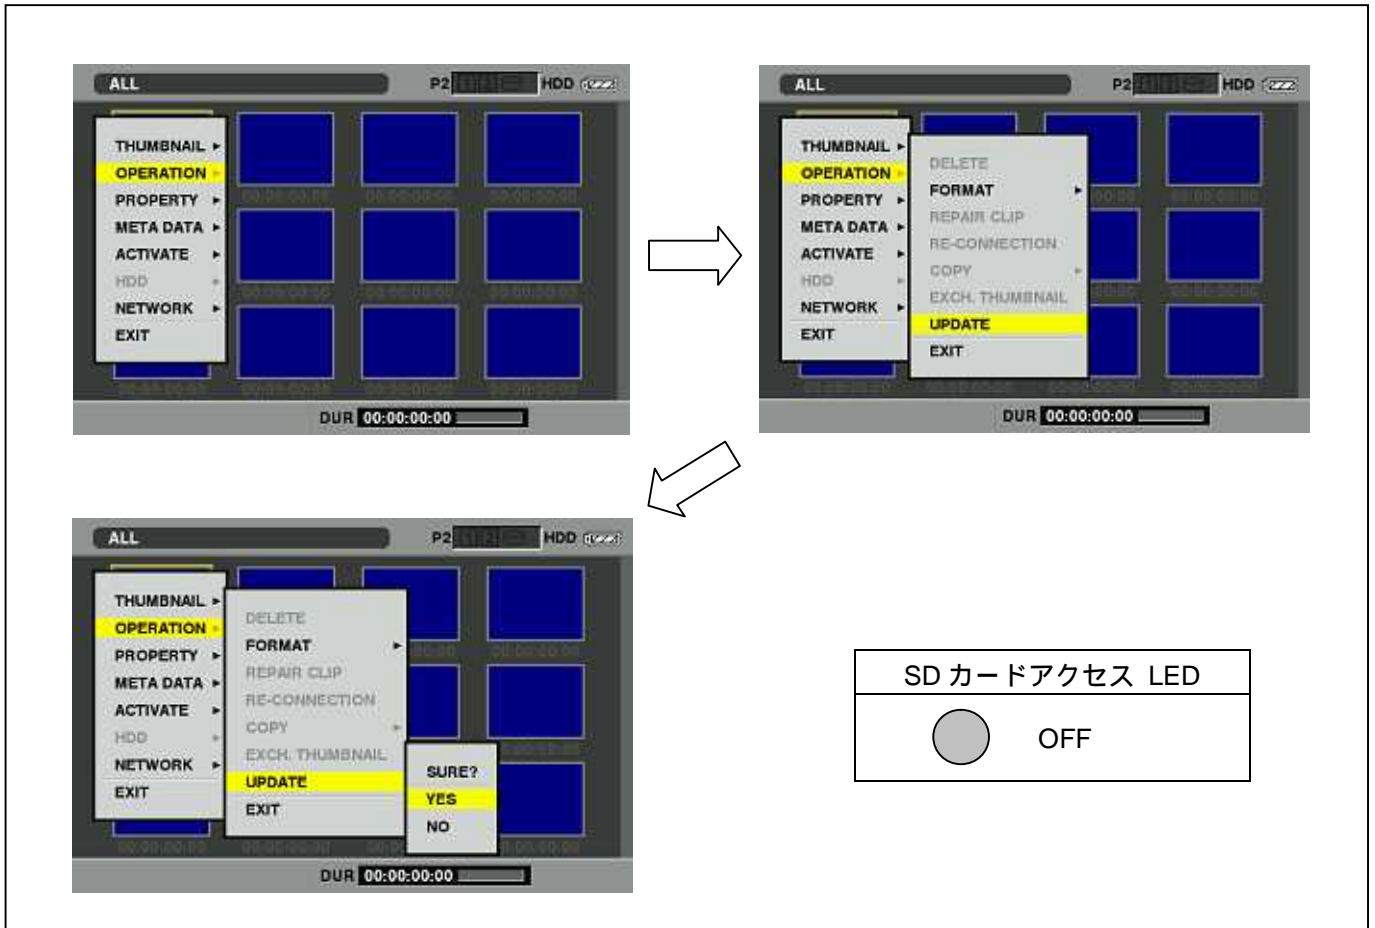 ALL
P2 HDD
THUMBNAIL
OPERATION
PROPERTY
META DATA
ACTIVATE
HDD
NETWORK
EXIT
DUR 00:00:00:00
ALL
P2 HDD
THUMBNAIL
OPERATION
PROPERTY
META DATA
ACTIVATE
HDD
NETWORK
EXIT
DELETE
FORMAT
REPAIR CLIP
RE-CONNECTION
COPY
EXCH. THUMBNAIL
UPDATE
EXIT
DUR 00:00:00:00
ALL
P2 HDD
THUMBNAIL
OPERATION
PROPERTY
META DATA
ACTIVATE
HDD
NETWORK
EXIT
DELETE
FORMAT
REPAIR CLIP
RE-CONNECTION
COPY
EXCH. THUMBNAIL
UPDATE
EXIT
SURE?
YES
NO
DUR 00:00:00:00
SD カードアクセス LED
OFF